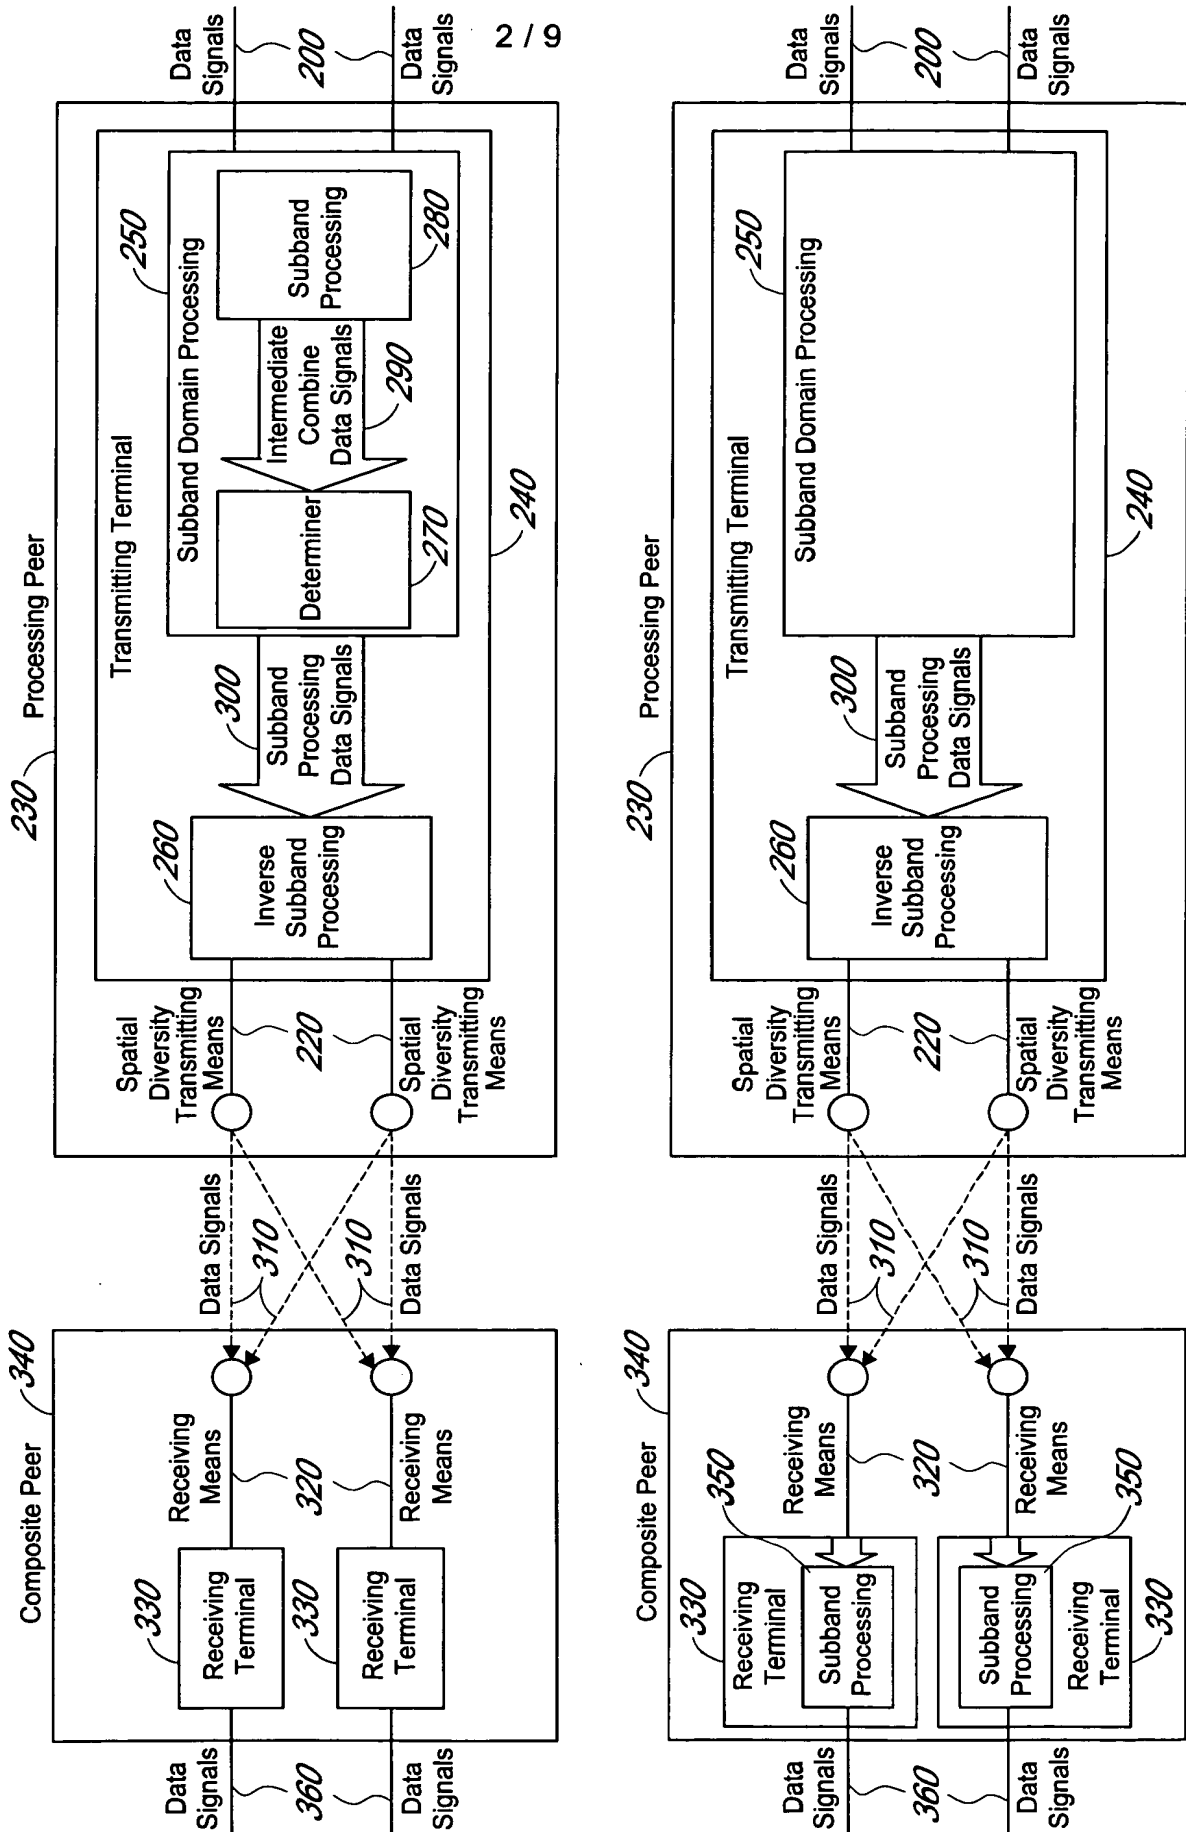 2 / 9
230
Processing Peer
Transmitting Terminal
250
Subband Domain Processing
Data
Signals
200
Data
Signals
Subband
Processing
280
Intermediate
Combine
Data Signals
290
Determiner
270
240
300
Subband
Processing
Data Signals
260
Inverse
Subband
Processing
Spatial
Diversity
Transmitting
Means
220
Spatial
Diversity
Transmitting
Means
Data Signals
310
310
Data Signals
340
Composite Peer
Receiving
Means
320
Receiving
Means
330
Receiving
Terminal
330
Receiving
Terminal
Data
Signals
360
Data
Signals
230
Processing Peer
Transmitting Terminal
250
Subband Domain Processing
Data
Signals
200
Data
Signals
240
300
Subband
Processing
Data Signals
260
Inverse
Subband
Processing
Spatial
Diversity
Transmitting
Means
220
Spatial
Diversity
Transmitting
Means
Data Signals
310
310
Data Signals
340
Composite Peer
Receiving
Means
320
Receiving
Means
350
350
330
Receiving
Terminal
Subband
Processing
Subband
Processing
Receiving
Terminal
330
Data
Signals
360
Data
Signals